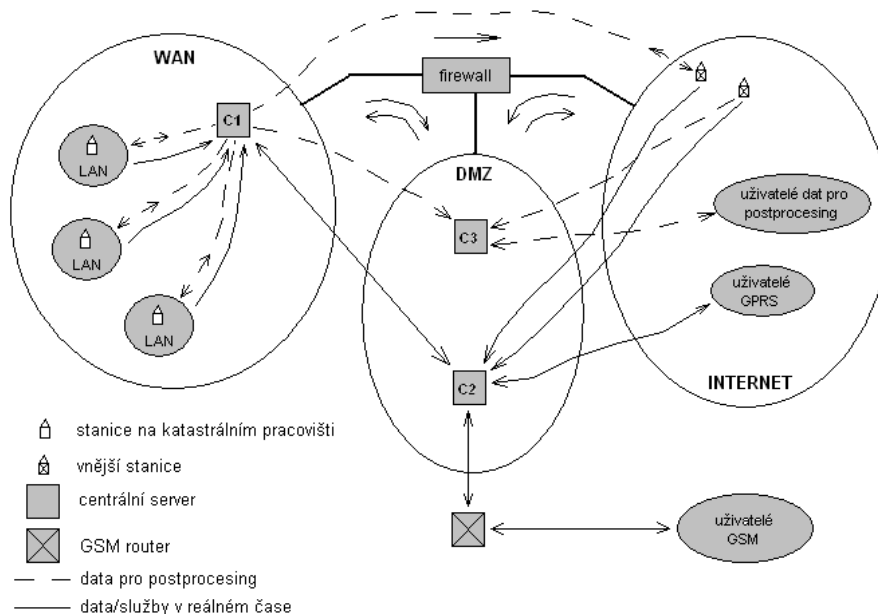 WAN
firewall
C1
LAN
LAN
LAN
DMZ
C3
C2
uživatelé dat pro
postprocesing
uživatelé
GPRS
INTERNET
uživatelé
GSM
stanice na katastrálním pracovišti
vnější stanice
centrální server
GSM router
data pro postprocesing
data/služby v reálném čase